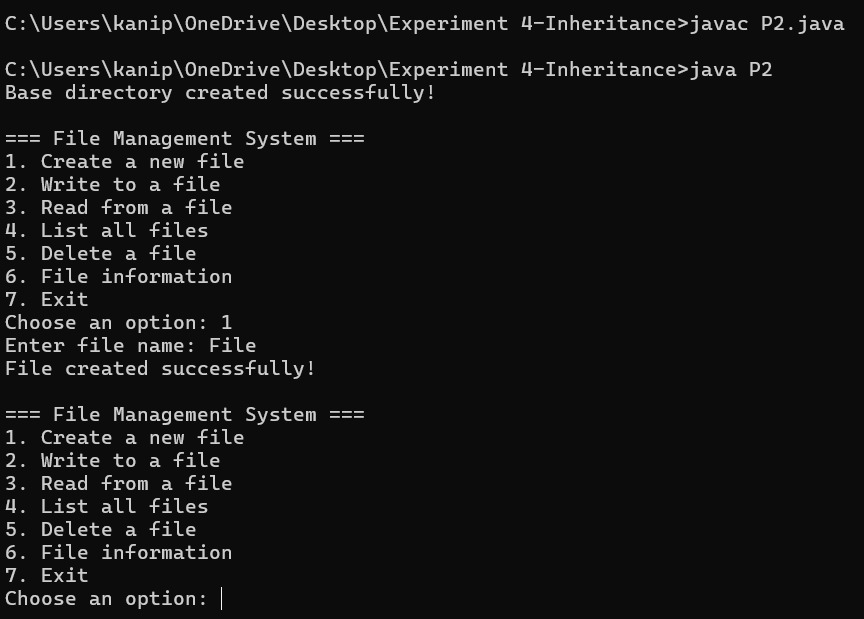 C:\Users\kanip\OneDrive\Desktop\Experiment 4-Inheritance>javac P2.java
C:\Users\kanip\OneDrive\Desktop\Experiment 4-Inheritance>java P2
Base directory created successfully!
=== File Management System ===
1. Create a new file
2. Write to a file
3. Read from a file
4. List all files
5. Delete a file
6. File information
7. Exit
Choose an option: 1
Enter file name: File
File created successfully!
=== File Management System ===
1. Create a new file
2. Write to a file
3. Read from a file
4. List all files
5. Delete a file
6. File information
7. Exit
Choose an option: